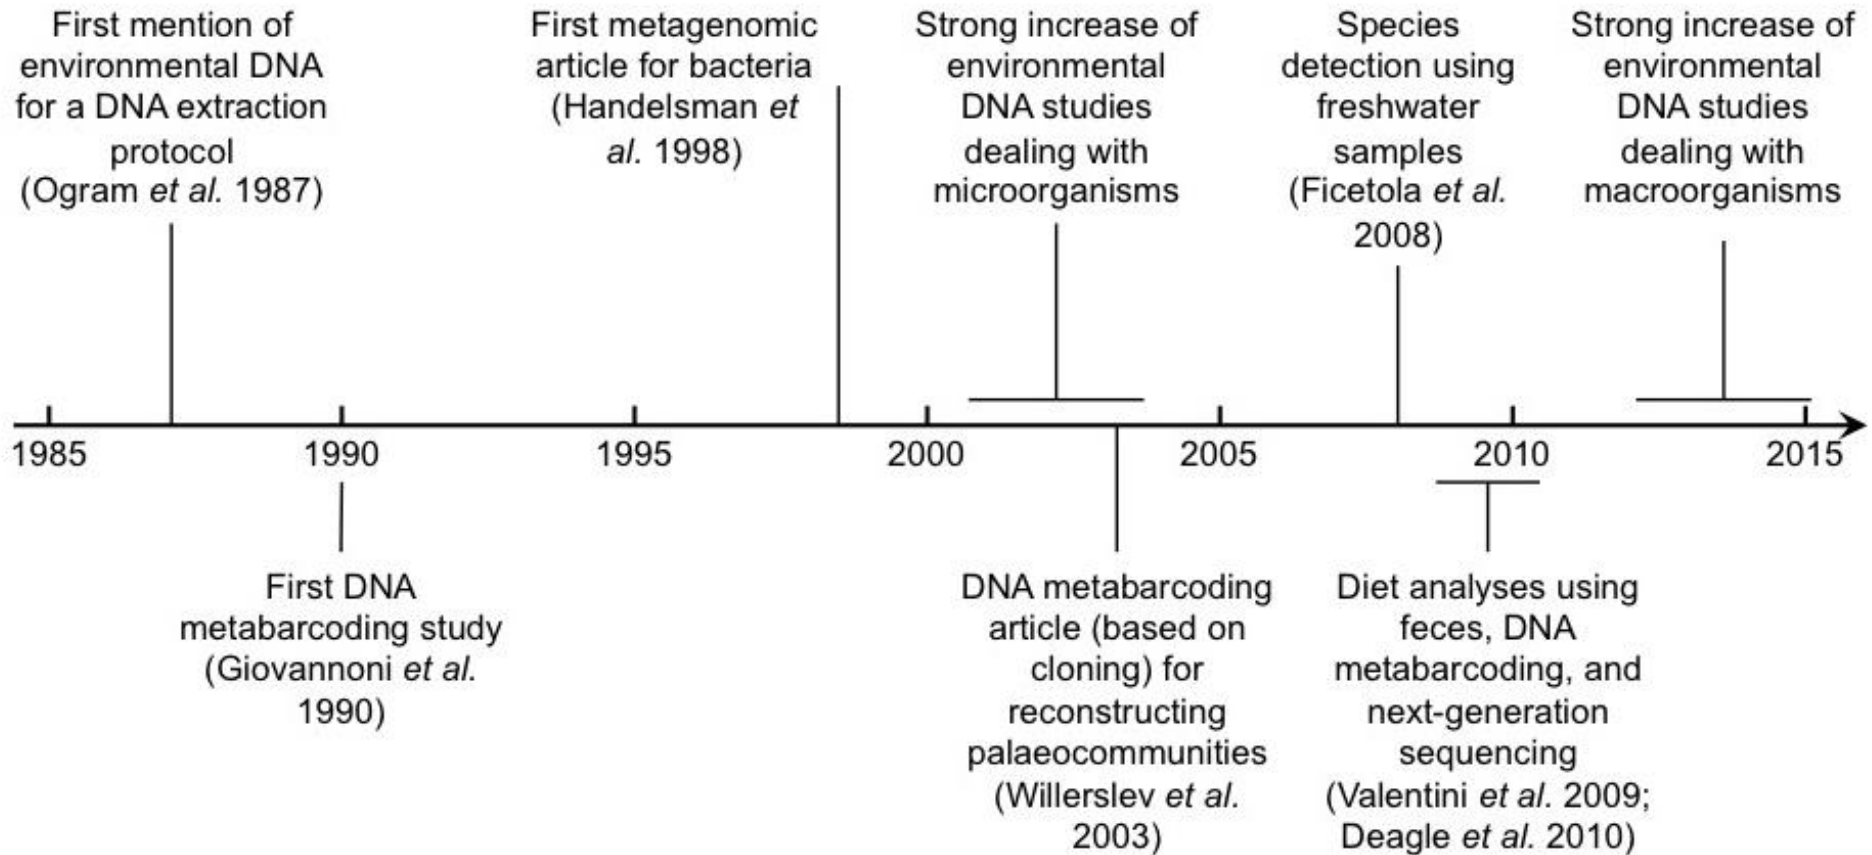 First mention of
environmental DNA
for a DNA extraction
protocol
(Ogram et al. 1987)
First metagenomic
article for bacteria
(Handelsman et
al. 1998)
Strong increase of
environmental
DNA studies
dealing with
microorganisms
Species
detection using
freshwater
samples
(Ficetola et al.
2008)
Strong increase of
environmental
DNA studies
dealing with
macroorganisms
1985
1990
1995
2000
2005
2010
2015
First DNA
metabarcoding study
(Giovannoni et al.
1990)
DNA metabarcoding
article (based on
cloning) for
reconstructing
palaeocommunities
(Willerslev et al.
2003)
Diet analyses using
feces, DNA
metabarcoding, and
next-generation
sequencing
(Valentini et al. 2009;
Deagle et al. 2010)